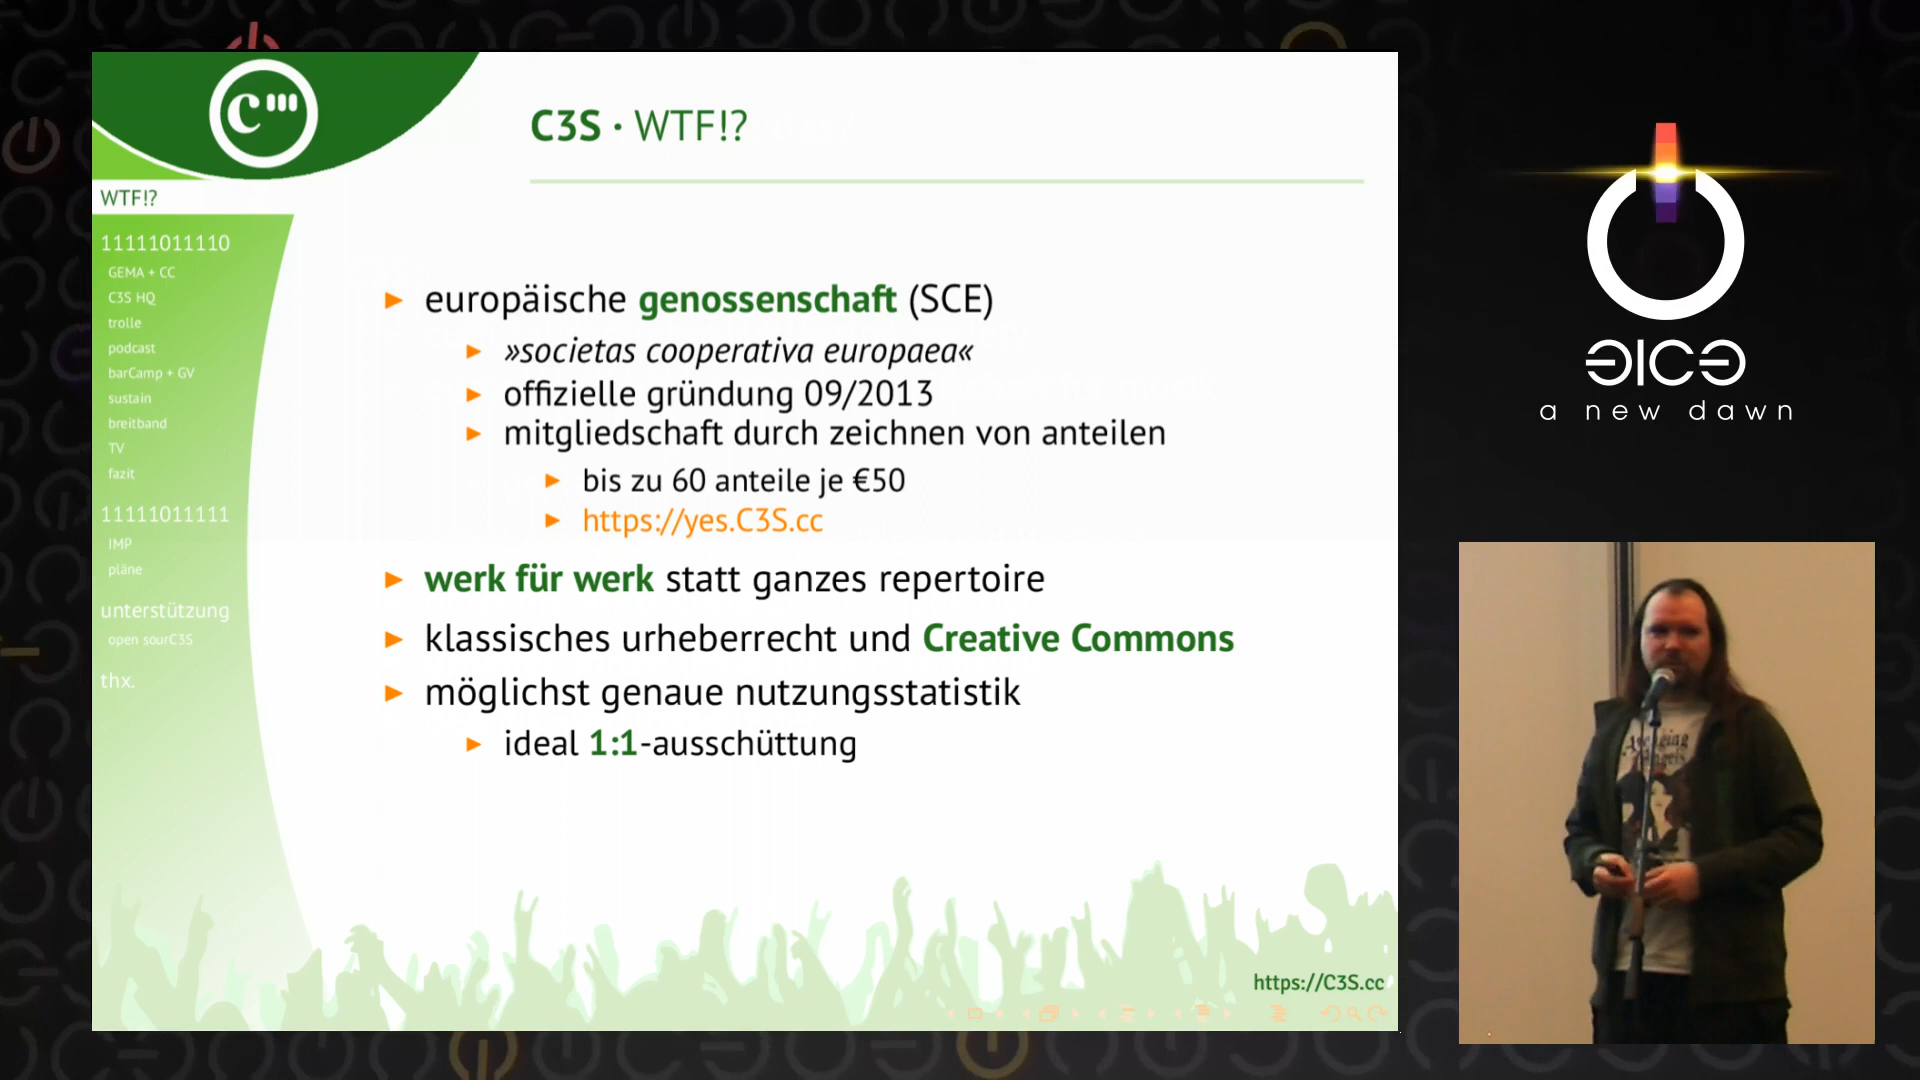 C3S · WTF!?
WTF!?
11111011110
GEMA + CC
C3S HQ
trolle
podcast
barCamp + GV
sustain
breitband
TV
fazit
11111011111
IMP
pläne
unterstützung
open sourC3S
thx.
europäische genossenschaft (SCE)
»societas cooperativa europaea«
offizielle gründung 09/2013
mitgliedschaft durch zeichnen von anteilen
bis zu 60 anteile je €50
https://yes.C3S.cc
werk für werk statt ganzes repertoire
klassisches urheberrecht und Creative Commons
möglichst genaue nutzungsstatistik
ideal 1:1-ausschüttung
https://C3S.cc
a new dawn